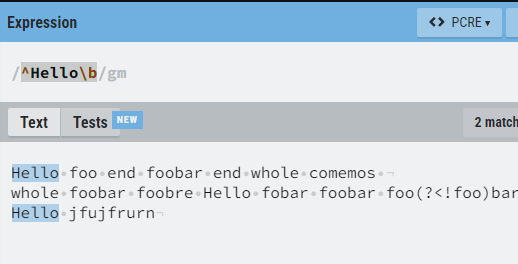 Expression
<> PCRE ▾
/^Hello\b/gm
Text Tests NEW
2 match
Hello foo end foobar end whole comemos
whole foobar foobre Hello fobar foobar foo(?<!foo)bar
Hello jfujfrurn